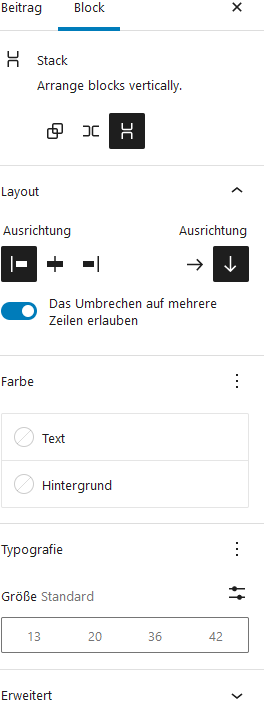 Beitrag Block
Stack
Arrange blocks vertically.
Layout
Ausrichtung Ausrichtung
Das Umbrechen auf mehrere
Zeilen erlauben
Farbe
Text
Hintergrund
Typografie
Größe Standard
13 20 36 42
Erweitert